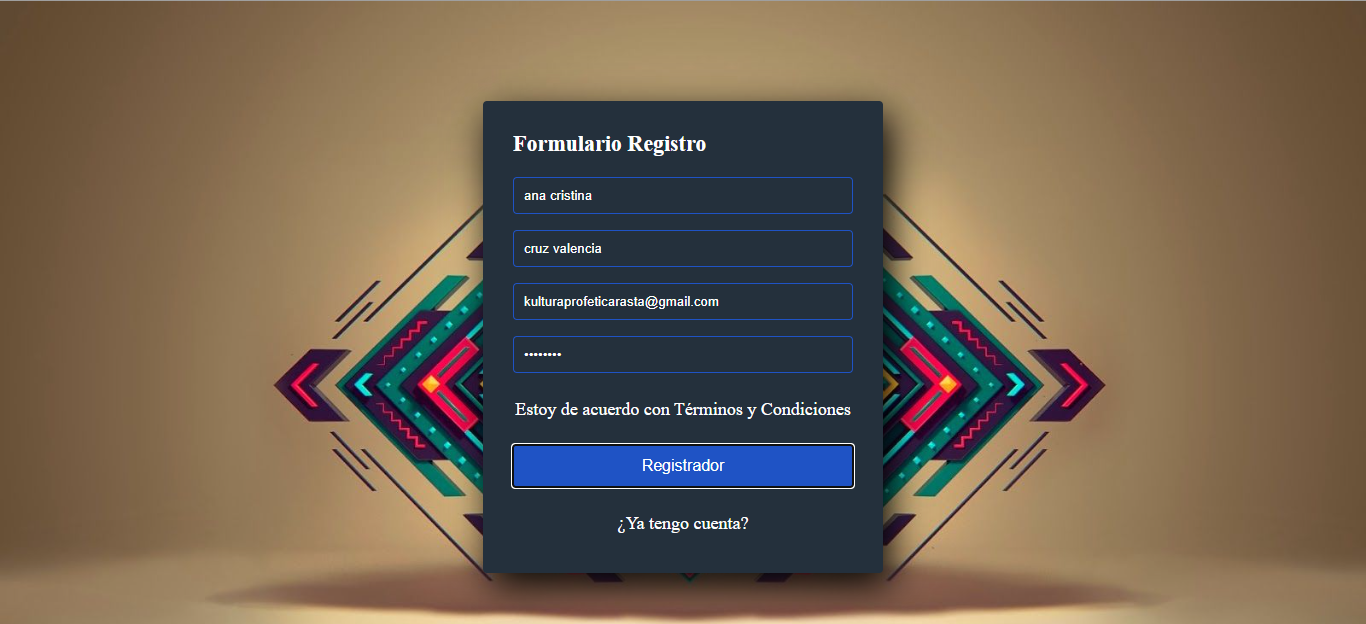 Formulario Registro
ana cristina
cruz valencia
kulturaprofeticarasta@gmail.com
••••••••
Estoy de acuerdo con Términos y Condiciones
Registrador
¿Ya tengo cuenta?